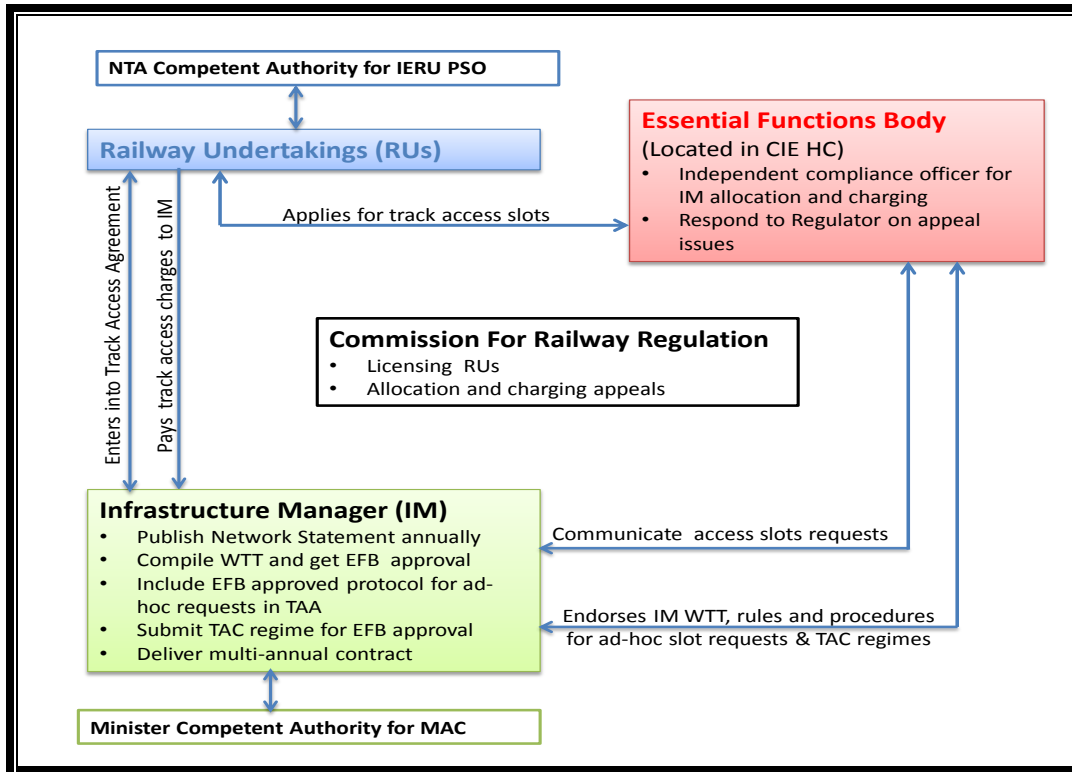 NTA Competent Authority for IERU PSO
Railway Undertakings (RUs)
Essential Functions Body
(Located in CIE HC)
• Independent compliance officer for
IM allocation and charging
• Respond to Regulator on appeal
issues
Applies for track access slots
Enters into Track Access Agreement
Pays track access charges to IM
Commission For Railway Regulation
• Licensing RUs
• Allocation and charging appeals
Infrastructure Manager (IM)
• Publish Network Statement annually
• Compile WTT and get EFB approval
• Include EFB approved protocol for ad-
hoc requests in TAA
• Submit TAC regime for EFB approval
• Deliver multi-annual contract
Communicate access slots requests
Endorses IM WTT, rules and procedures
for ad-hoc slot requests & TAC regimes
Minister Competent Authority for MAC